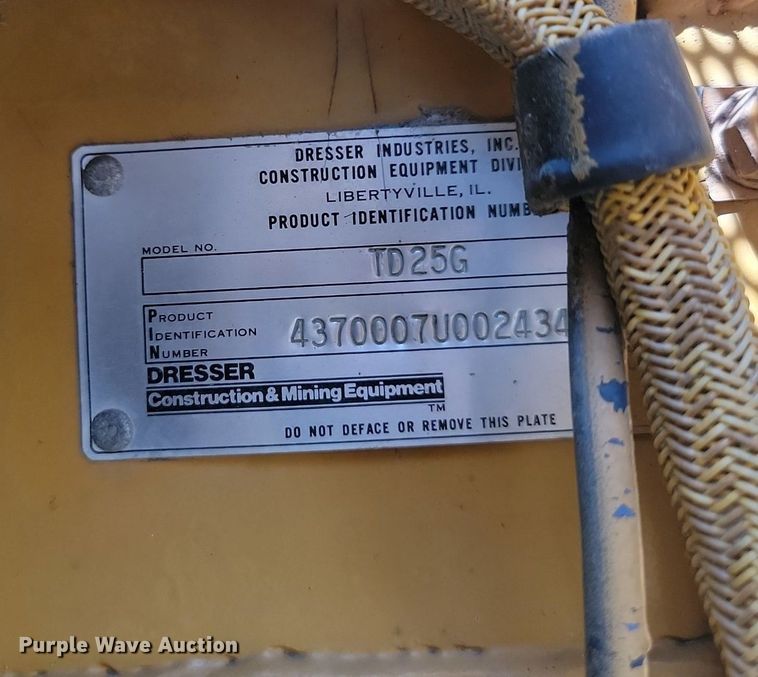 DRESSER INDUSTRIES, INC.
CONSTRUCTION EQUIPMENT DIVI
LIBERTYVILLE, IL.
PRODUCT IDENTIFICATION NUMB
MODEL NO.
TD25G
PRODUCT
IDENTIFICATION
NUMBER
4370007U002434
DRESSER
Construction & Mining Equipment
TM
DO NOT DEFACE OR REMOVE THIS PLATE
Purple Wave Auction